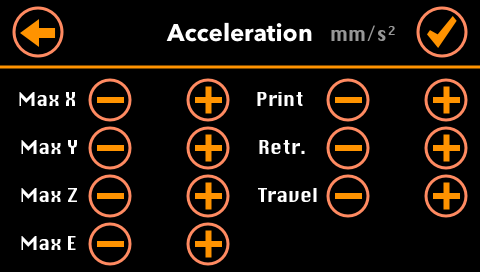 Acceleration mm/s²
Max X Print
Max Y Retr.
Max Z Travel
Max E